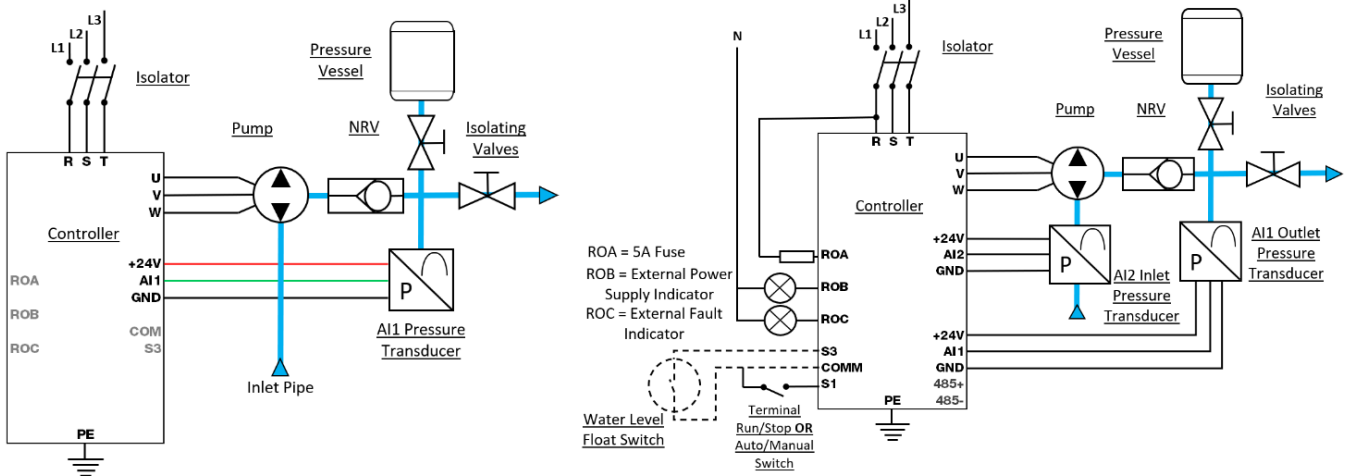 L3
L2
L1
Isolator
Pressure
Vessel
Pump
NRV
Isolating
Valves
R S T
U
V
W
Controller
+24V
AI1
GND
ROA
ROB
ROC
COM
S3
P
AI1 Pressure
Transducer
Inlet Pipe
PE
N
L3
L2
L1
Isolator
Pressure
Vessel
Pump
NRV
Isolating
Valves
R S T
U
V
W
Controller
ROA = 5A Fuse
ROB = External Power
Supply Indicator
ROC = External Fault
Indicator
ROA
ROB
ROC
+24V
AI2
GND
P
AI2 Inlet
Pressure
Transducer
P
AI1 Outlet
Pressure
Transducer
+24V
AI1
GND
485+
485-
S3
COMM
S1
PE
Water Level
Float Switch
Terminal
Run/Stop OR
Auto/Manual
Switch